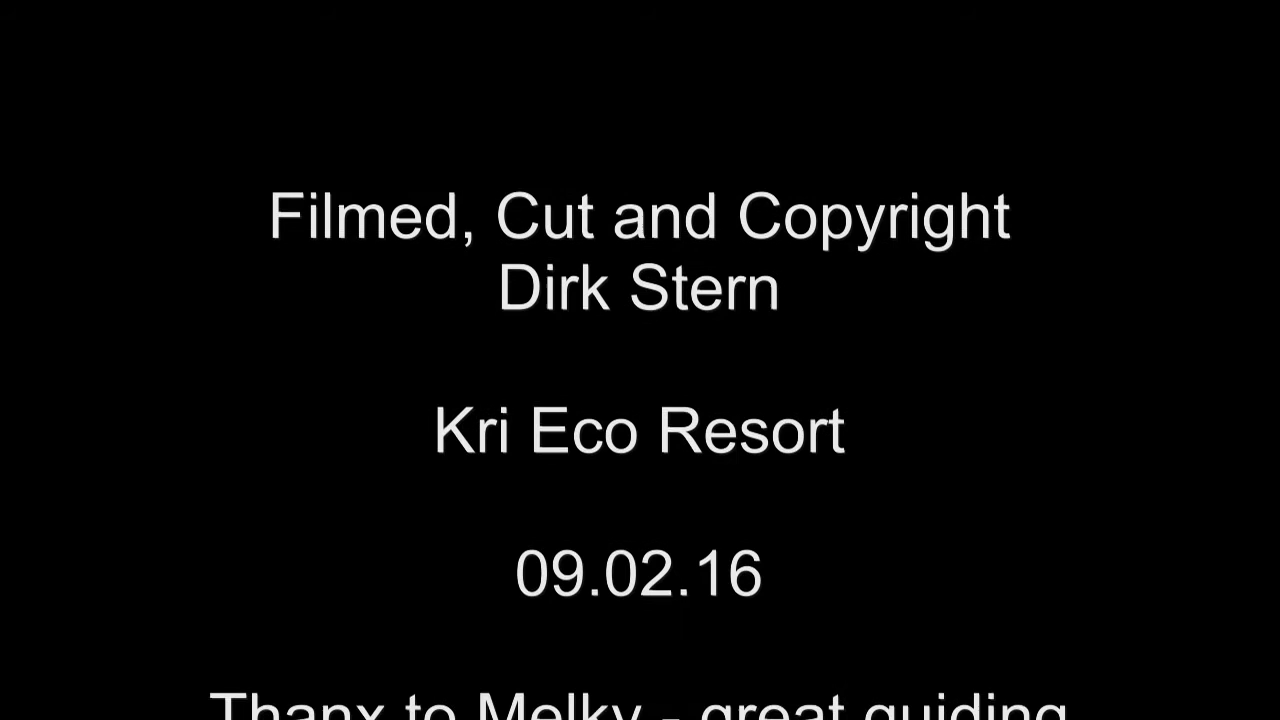 Filmed, Cut and Copyright
Dirk Stern
Kri Eco Resort
09.02.16
Thanx to Melky - great guiding